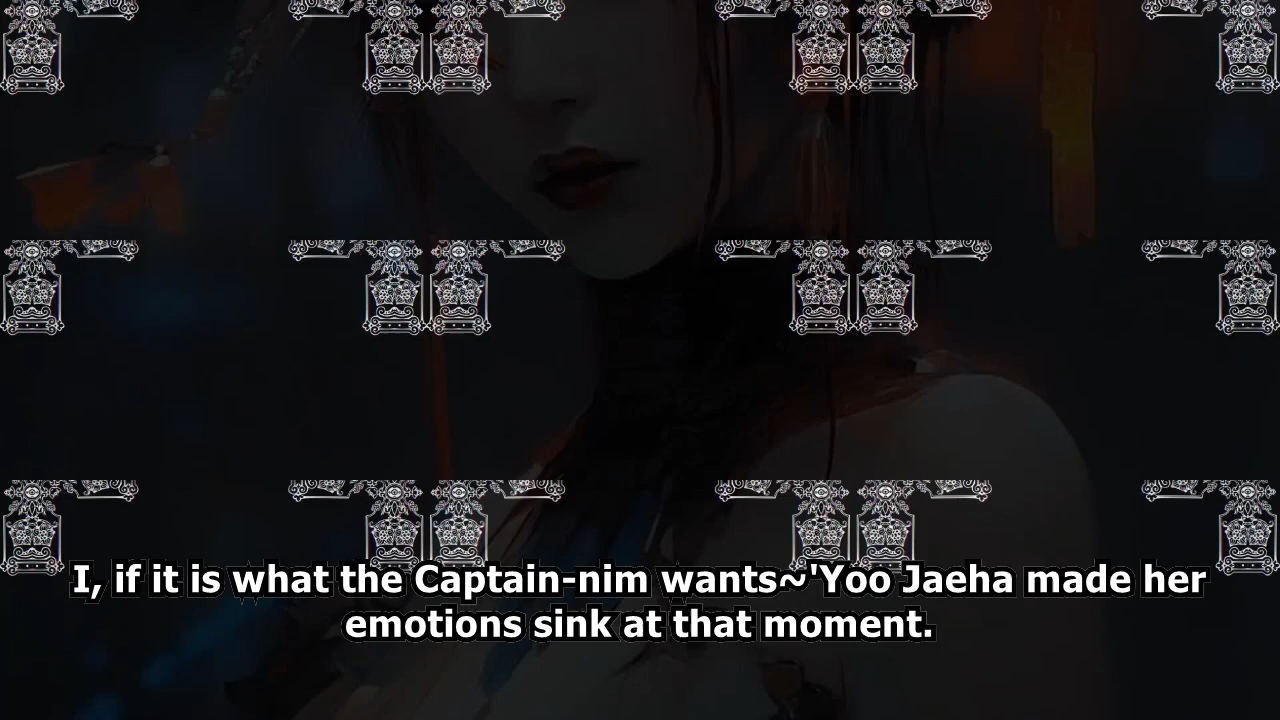 I, if it is what the Captain-nim wants~'Yoo Jaeha made her
emotions sink at that moment.